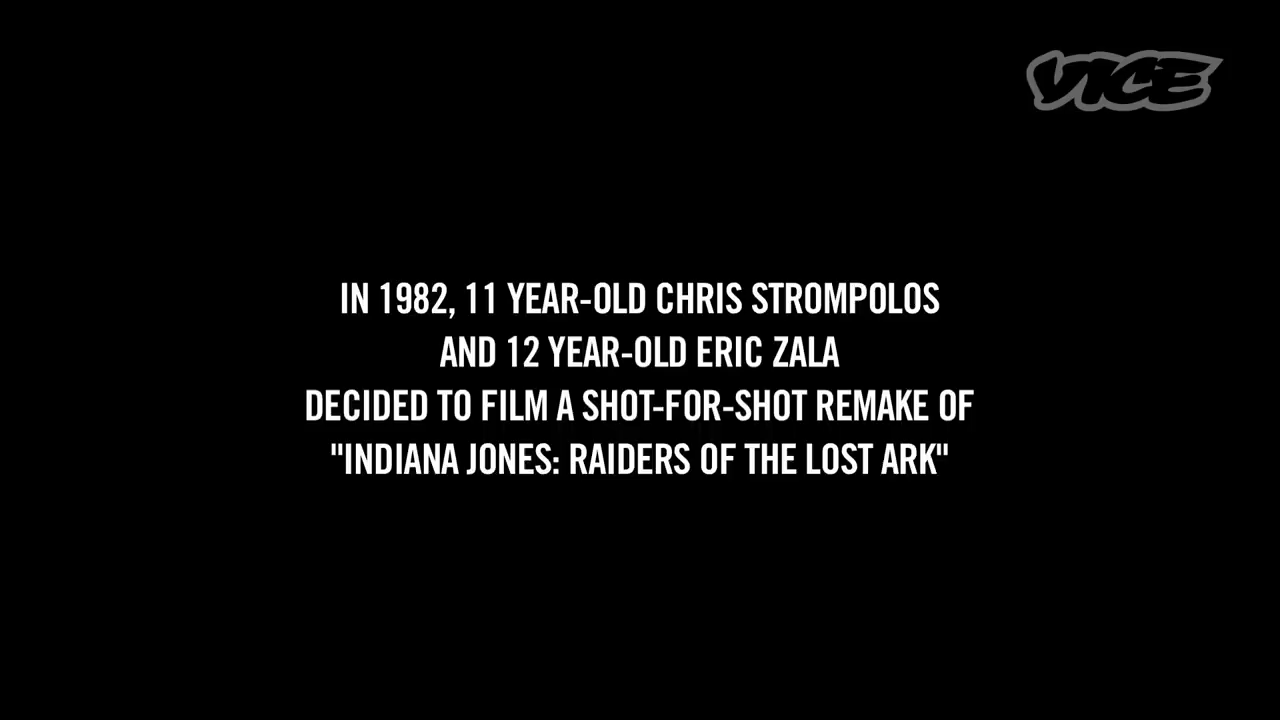 VICE
IN 1982, 11 YEAR-OLD CHRIS STROMPOLOS
AND 12 YEAR-OLD ERIC ZALA
DECIDED TO FILM A SHOT-FOR-SHOT REMAKE OF
"INDIANA JONES: RAIDERS OF THE LOST ARK"